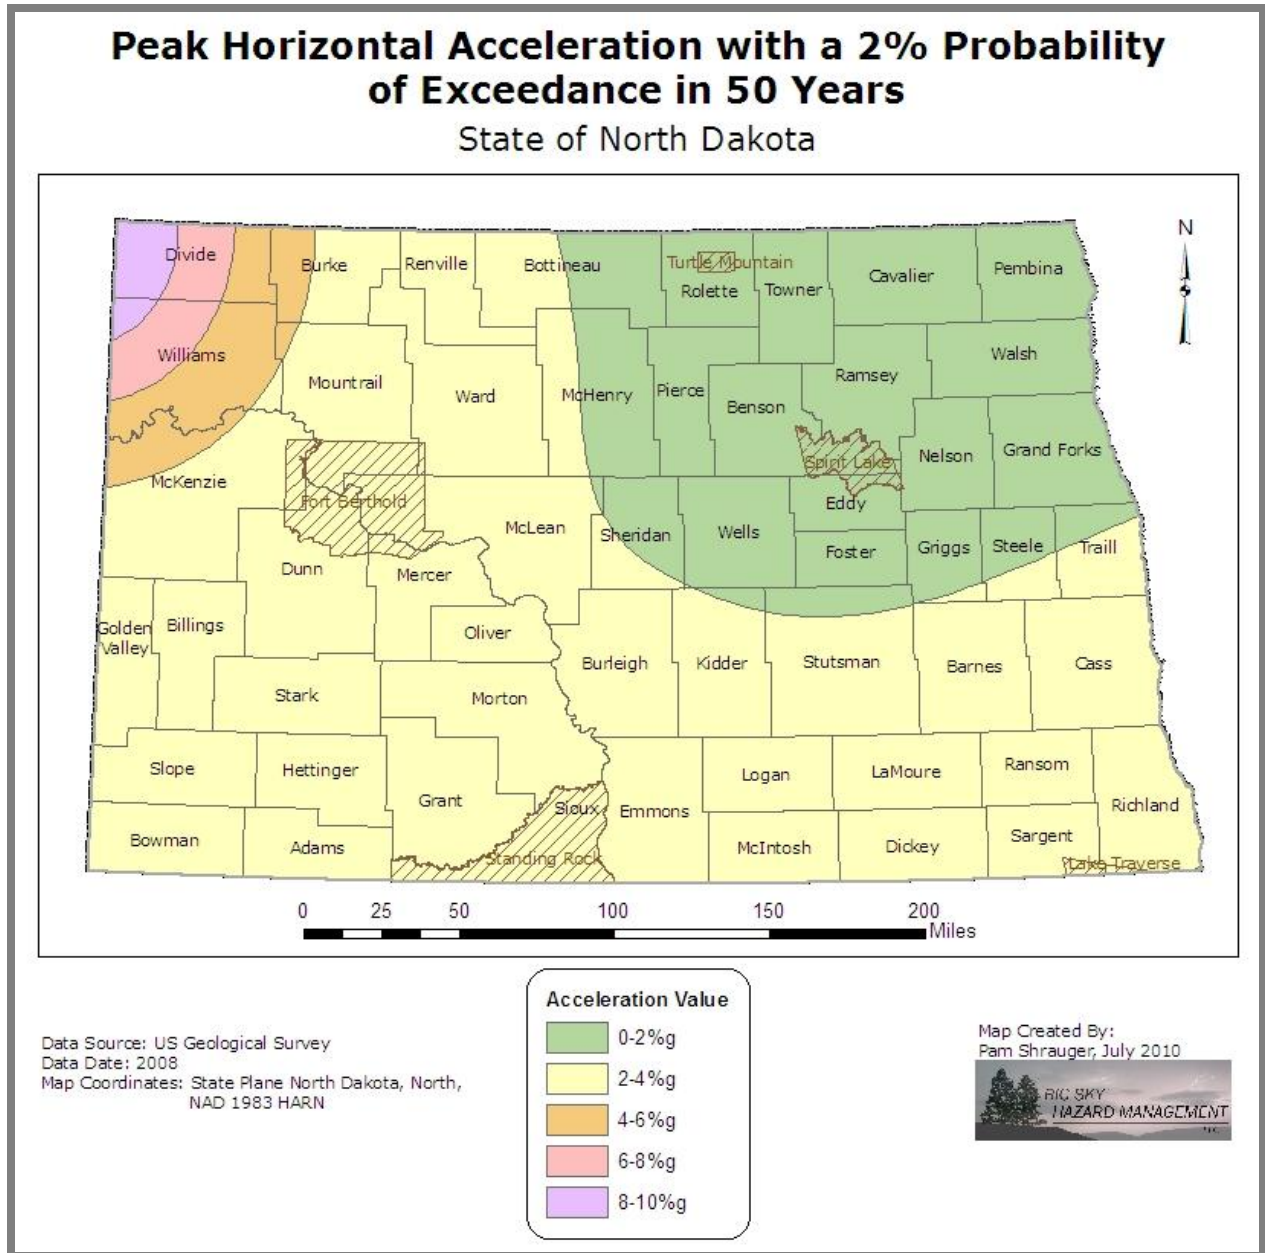 Peak Horizontal Acceleration with a 2% Probability
of Exceedance in 50 Years
State of North Dakota
N
Divide
Burke
Renville
Bottineau
Turtle Mountain
Rolette
Towner
Cavalier
Pembina
Williams
Mountrail
Ward
McHenry
Pierce
Benson
Ramsey
Walsh
Spirit Lake
Nelson
Grand Forks
McKenzie
Fort Berthold
McLean
Sheridan
Wells
Eddy
Foster
Griggs
Steele
Traill
Dunn
Mercer
Golden
Valley
Billings
Oliver
Burleigh
Kidder
Stutsman
Barnes
Cass
Stark
Morton
Slope
Hettinger
Grant
Sioux
Emmons
Logan
LaMoure
Ransom
Richland
Bowman
Adams
Standing Rock
McIntosh
Dickey
Sargent
Lake Traverse
0 25 50 100 150 200
Miles
Acceleration Value
0-2%g
2-4%g
4-6%g
6-8%g
8-10%g
Data Source: US Geological Survey
Data Date: 2008
Map Coordinates: State Plane North Dakota, North,
NAD 1983 HARN
Map Created By:
Pam Shrauger, July 2010
BIG SKY
HAZARD MANAGEMENT